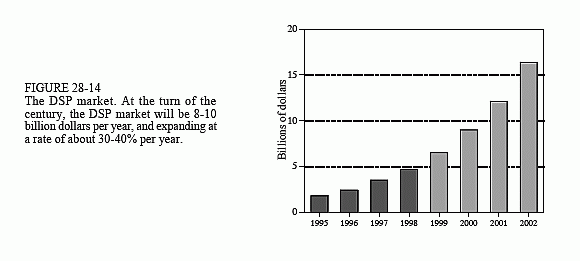 FIGURE 28-14
The DSP market. At the turn of the
century, the DSP market will be 8-10
billion dollars per year, and expanding at
a rate of about 30-40% per year.
Billions of dollars
20
15
10
5
0
1995 1996 1997 1998 1999 2000 2001 2002